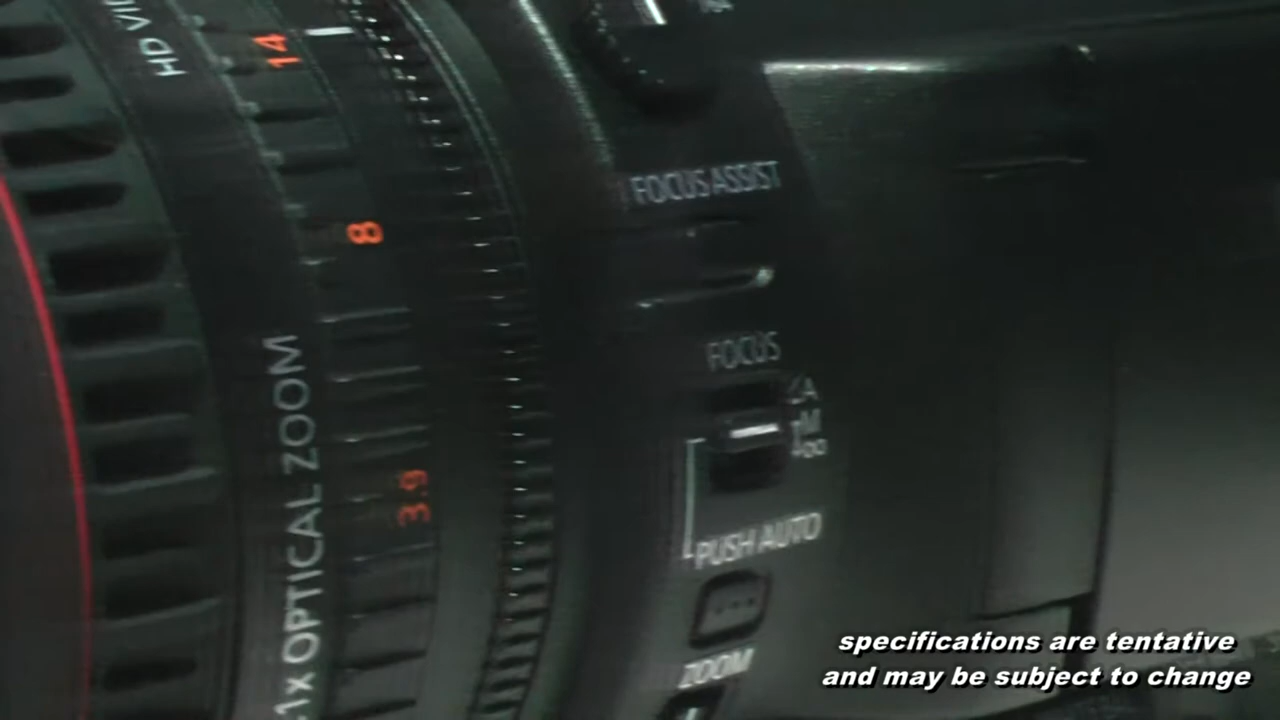 HD VI
14
8
3.9
1x OPTICAL ZOOM
FOCUS ASSIST
FOCUS
A
M
∞
PUSH AUTO
ZOOM
specifications are tentative
and may be subject to change